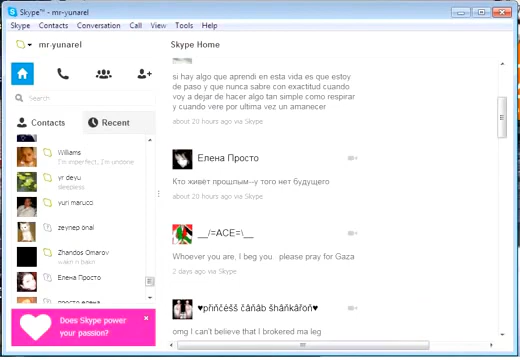 Skype™ - mr-yunarel
Skype Contacts Conversation Call View Tools Help
mr-yunarel
Skype Home
Search
Contacts
Recent
Williams
I'm inperfect, I'm undone
yr deyu
deepless
yuri marucci
zeynep önal
Zhandos Omarov
Елена Просто
просто елена
Does Skype power
your passion?
si hay algo que aprendi en esta vida es que estoy
de paso y que nunca sabre con exactitud cuando
voy a dejar de hacer algo tan simple como respirar
y cuando vere por ultima vez un amanecer
about 20 hours ago via Skype
Елена Просто
Кто живёт прошлым--у того нет будущего
about 20 hours ago via Skype
__/=ACE=\__
Whoever you are, I beg you please pray for Gaza
2 days ago via Skype
omg I can't believe that I brokered ma leg